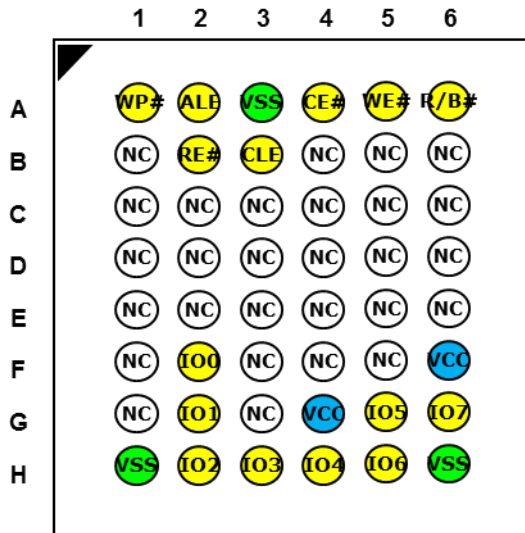 1 2 3 4 5 6
A WP# ALE VSS CE# WE# R/B#
B NC RE# CLE NC NC NC
C NC NC NC NC NC NC
D NC NC NC NC NC NC
E NC NC NC NC NC NC
F NC IO0 NC NC NC VCC
G NC IO1 NC VCC IO5 IO7
H VSS IO2 IO3 IO4 IO6 VSS